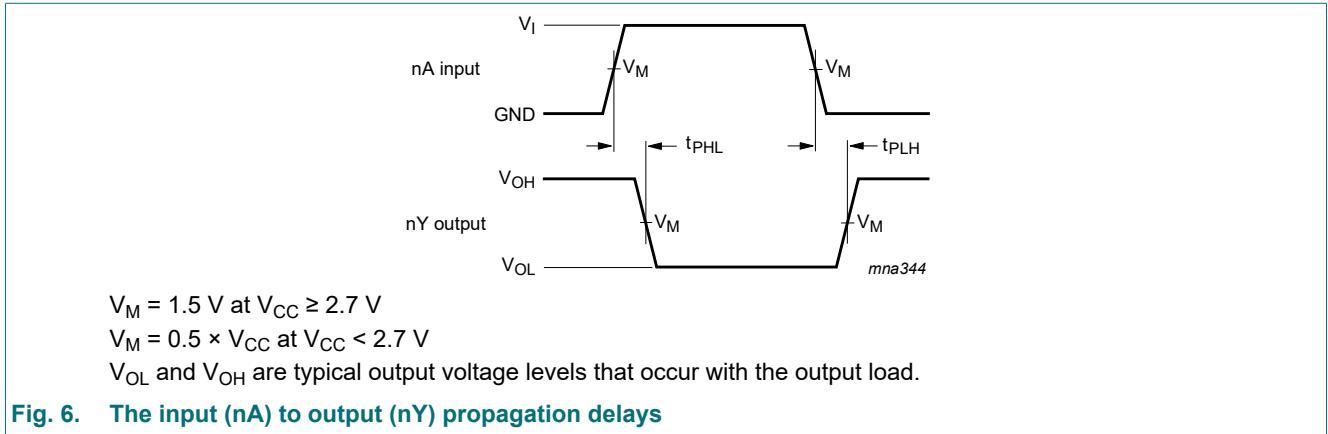 V_I
nA input
V_M
V_M
GND
t_PHL
t_PLH
V_OH
nY output
V_M
V_M
V_OL
mna344
V_M = 1.5 V at V_CC ≥ 2.7 V
V_M = 0.5 × V_CC at V_CC < 2.7 V
V_OL and V_OH are typical output voltage levels that occur with the output load.
Fig. 6. The input (nA) to output (nY) propagation delays